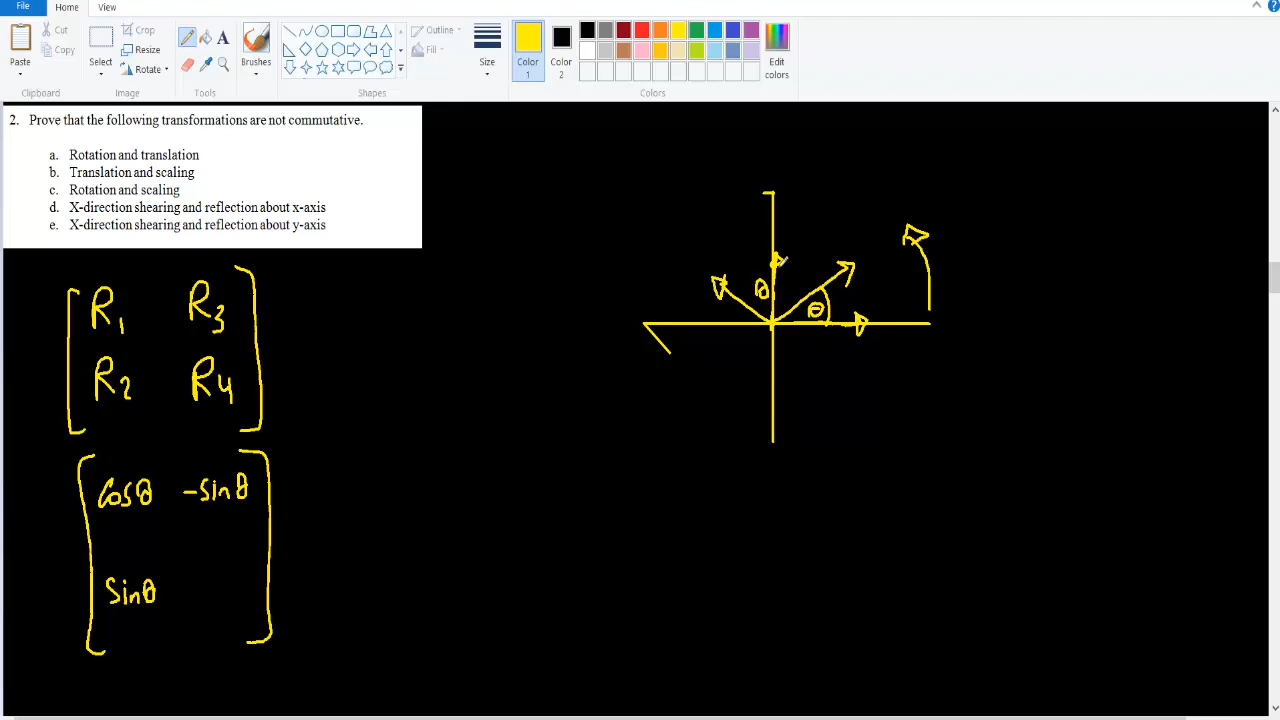 File Home View
Paste
Cut
Copy
Clipboard
Select
Crop
Resize
Rotate
Image
Tools
Brushes
Shapes
Outline
Fill
Size
Color 1
Color 2
Edit colors
Colors
2. Prove that the following transformations are not commutative.
a. Rotation and translation
b. Translation and scaling
c. Rotation and scaling
d. X-direction shearing and reflection about x-axis
e. X-direction shearing and reflection about y-axis
R1 R3
R2 R4
cosθ -sinθ
sinθ
θ
θ